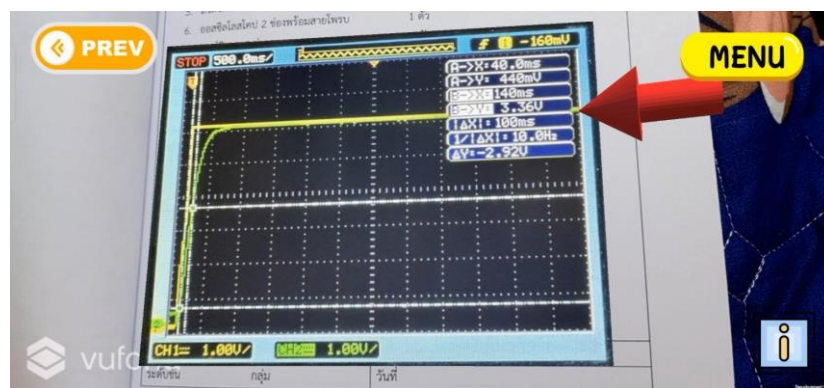 6. ออสซิลโลสโคป 2 ช่องพร้อมสายโพรบ 1 ตัว
PREV
MENU
STOP 500.0ms/ -160mV
A->X: 40.0ms
A->Y: 440mV
B->X: 140ms
B->Y: 3.36V
|ΔX|: 100ms
1/|ΔX|: 10.0Hz
ΔY: -2.92V
CH1= 1.00V/ CH2= 1.00V/
ระดับชั้น กลุ่ม วันที่